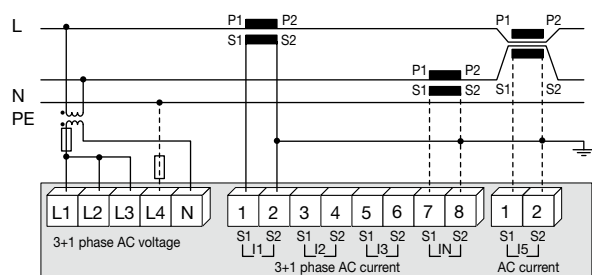 L P1 P2 P1 P2
S1 S2 P1 P2
N S1 S2 S1 S2
PE
L1 L2 L3 L4 N 1 2 3 4 5 6 7 8 1 2
S1 S2 S1 S2 S1 S2 S1 S2 S1 S2
3+1 phase AC voltage I1 I2 I3 IN I5
3+1 phase AC current AC current